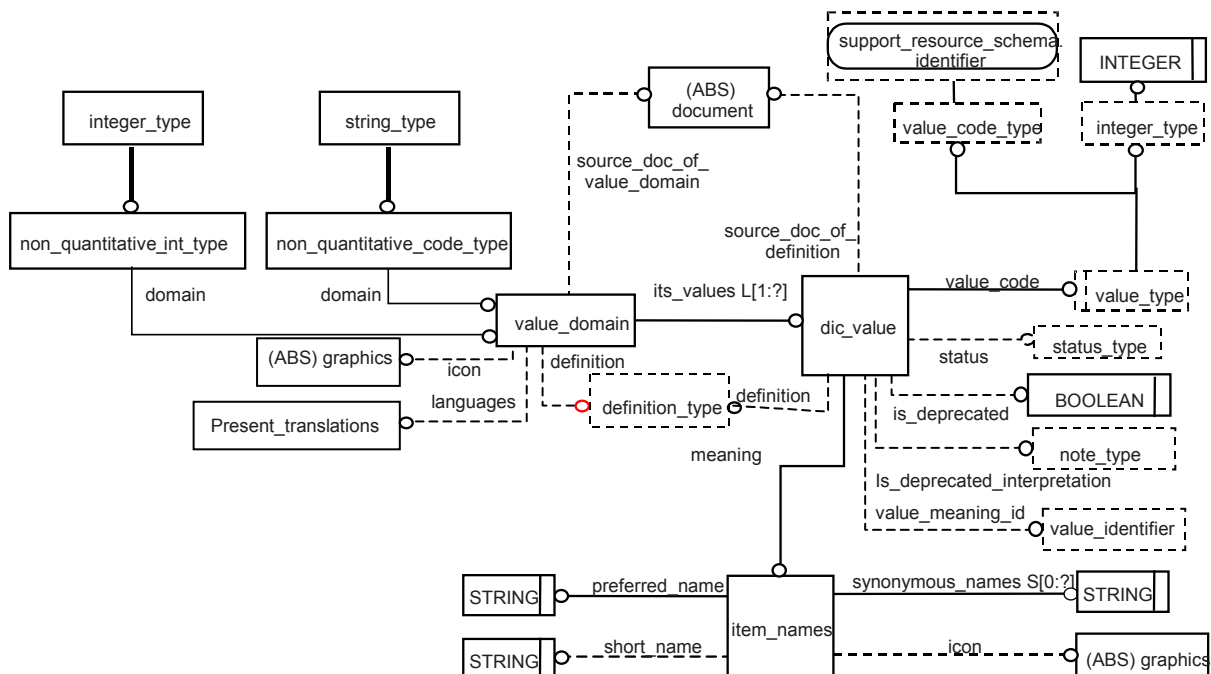 support_resource_schema.
identifier
INTEGER
(ABS)
document
integer_type
string_type
value_code_type
integer_type
source_doc_of_
value_domain
non_quantitative_int_type
non_quantitative_code_type
source_doc_of_
definition
domain
domain
its_values L[1:?]
value_code
value_type
value_domain
dic_value
(ABS) graphics
icon
definition
status
status_type
languages
definition_type
definition
is_deprecated
BOOLEAN
Present_translations
meaning
note_type
Is_deprecated_interpretation
value_meaning_id
value_identifier
STRING
preferred_name
synonymous_names S[0:?]
STRING
item_names
STRING
short_name
icon
(ABS) graphics